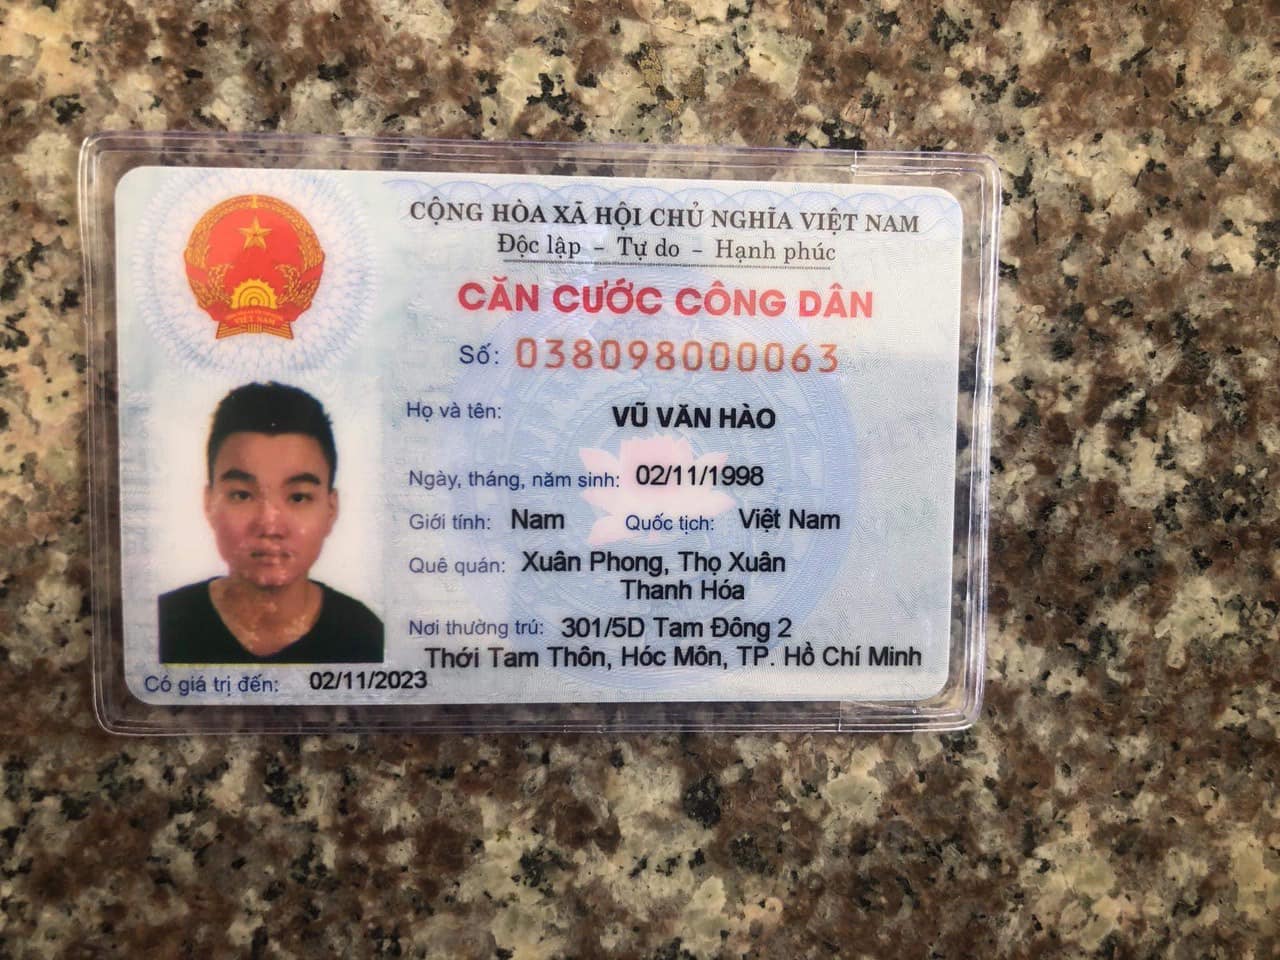 CỘNG HÒA XÃ HỘI CHỦ NGHĨA VIỆT NAM
Độc lập - Tự do - Hạnh phúc
CĂN CƯỚC CÔNG DÂN
Số: 038098000063
Họ và tên: VŨ VĂN HÀO
Ngày, tháng, năm sinh: 02/11/1998
Giới tính: Nam Quốc tịch: Việt Nam
Quê quán: Xuân Phong, Thọ Xuân
Thanh Hóa
Nơi thường trú: 301/5D Tam Đông 2
Thới Tam Thôn, Hóc Môn, TP. Hồ Chí Minh
Có giá trị đến: 02/11/2023
VIỆT NAM